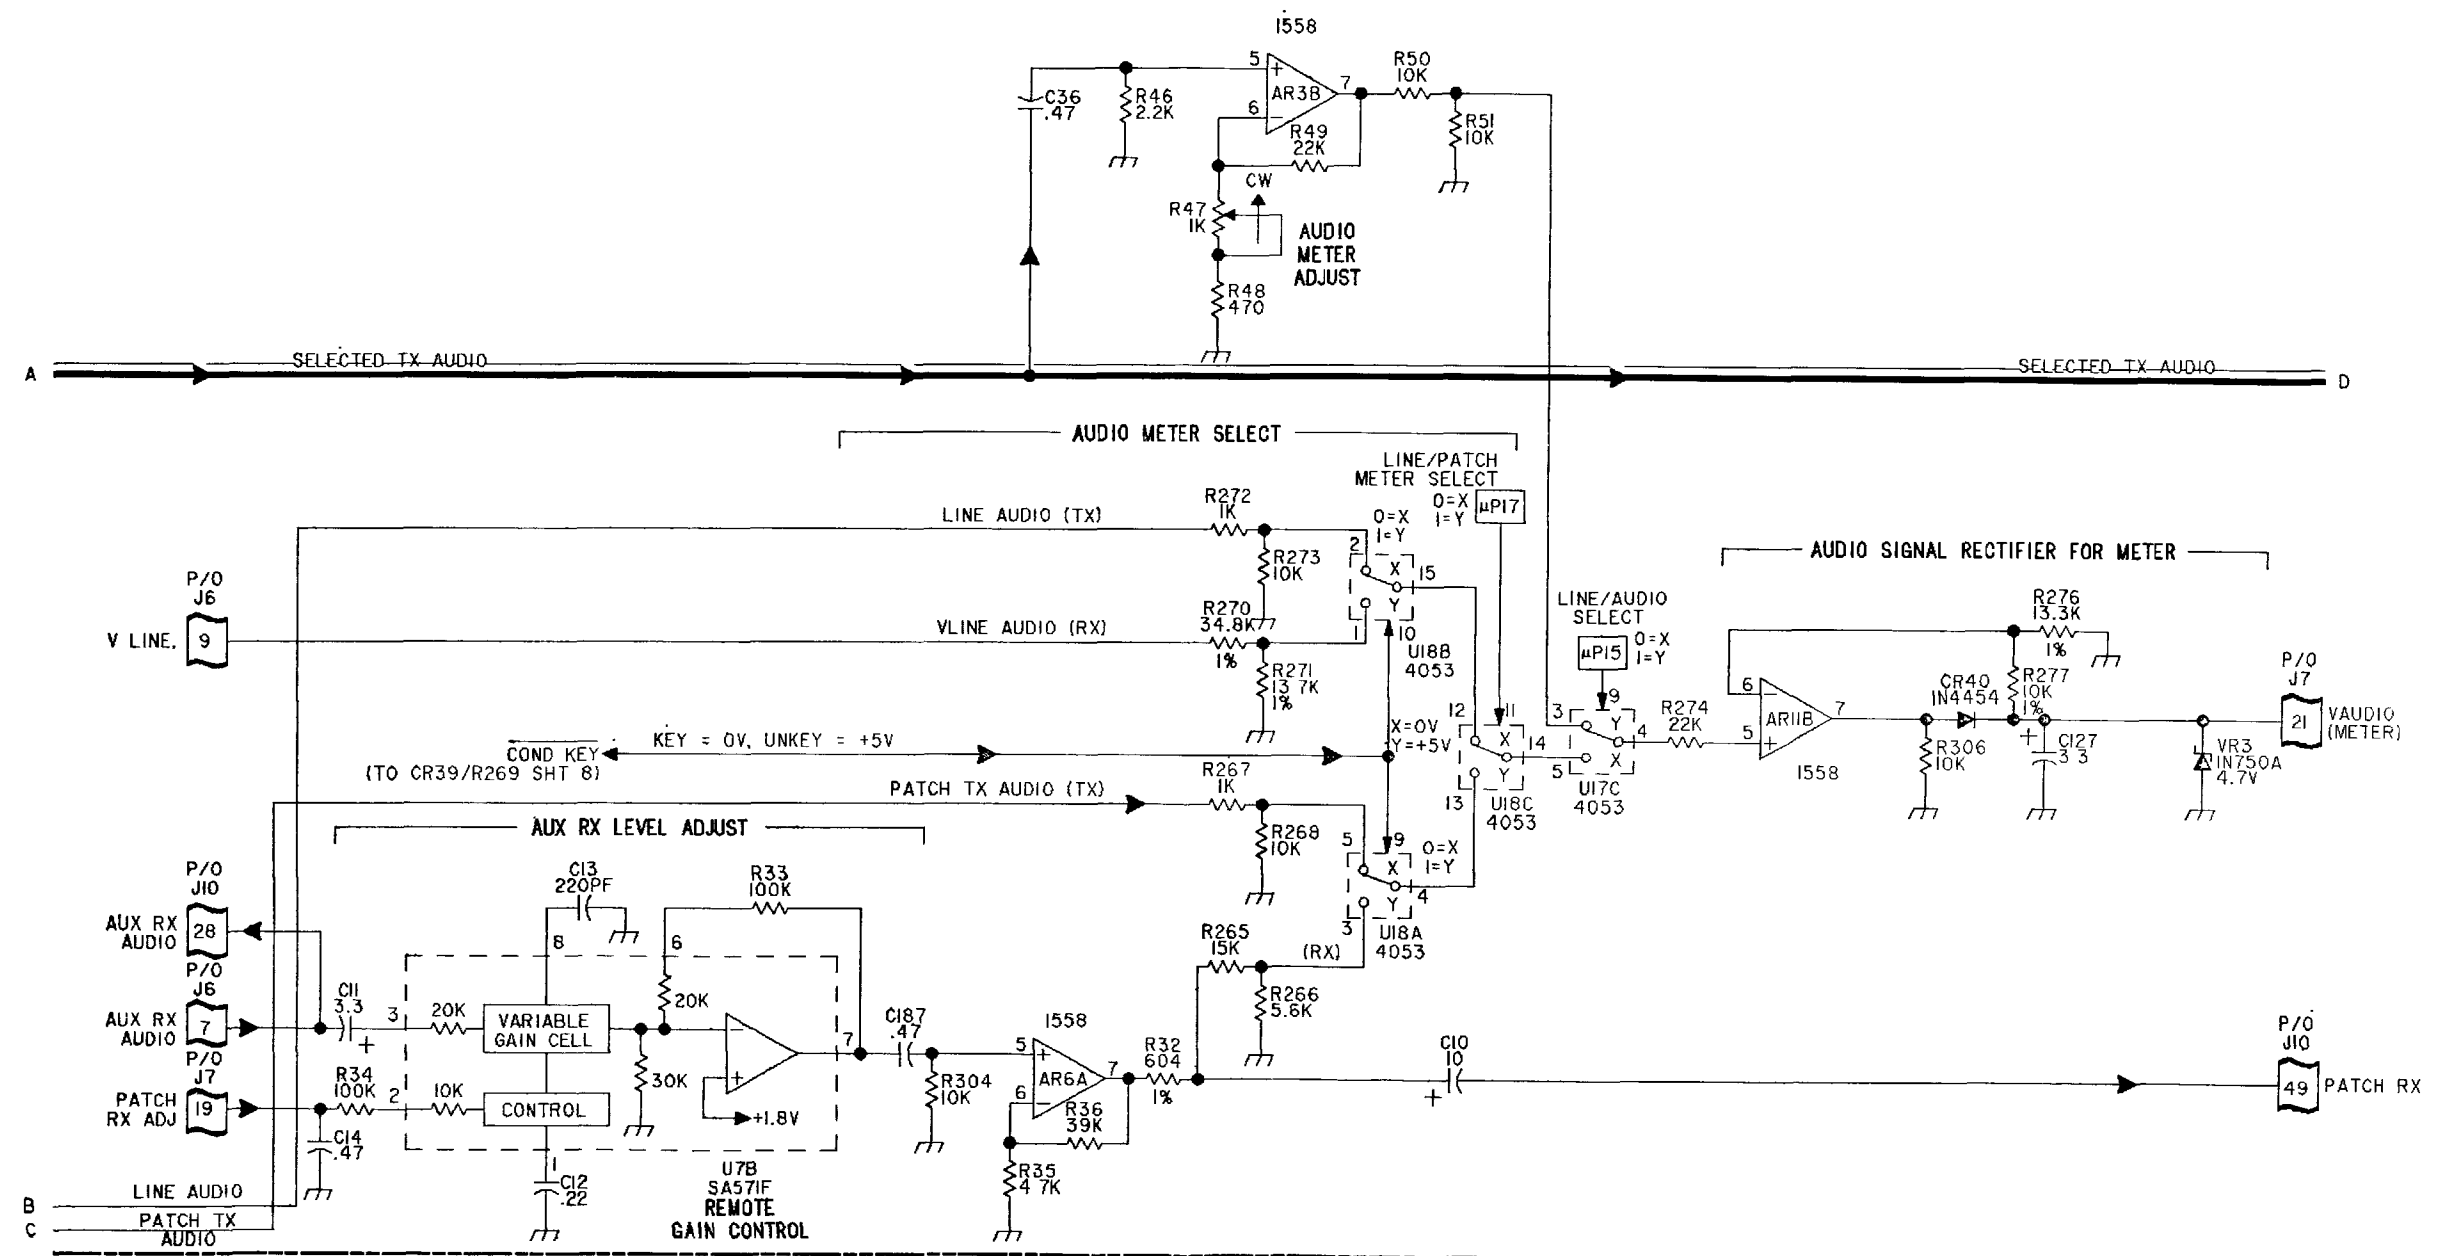 1558
5
+
AR3B
7
6
−
R50
10K
R51
10K
C36
.47
R46
2.2K
R49
22K
CW
R47
1K
AUDIO
METER
ADJUST
R48
470
A
SELECTED TX AUDIO
SELECTED TX AUDIO
D
AUDIO METER SELECT
LINE/PATCH
METER SELECT
0=X
1=Y
µP17
R272
1K
LINE AUDIO (TX)
0=X
1=Y
2
R273
10K
X
15
Y
1
10
U18B
4053
AUDIO SIGNAL RECTIFIER FOR METER
P/O
J6
V LINE.
9
VLINE AUDIO (RX)
R270
34.8K
1%
R271
13.7K
1%
LINE/AUDIO
SELECT
µP15
0=X
1=Y
R276
13.3K
1%
R277
10K
1%
CR40
1N4454
P/O
J7
21
VAUDIO
(METER)
6
−
AR11B
7
5
+
1558
R306
10K
+
C127
3.3
VR3
1N750A
4.7V
12
11
X
14
Y
13
U18C
4053
3
9
Y
4
5
X
U17C
4053
R274
22K
X=0V
Y=+5V
COND KEY
KEY = 0V, UNKEY = +5V
(TO CR39/R269 SHT 8)
PATCH TX AUDIO (TX)
R267
1K
R268
10K
5
9
0=X
1=Y
X
4
Y
3
U18A
4053
AUX RX LEVEL ADJUST
P/O
J10
AUX RX
AUDIO
28
C13
220PF
R33
100K
8
6
R265
15K
(RX)
R266
5.6K
P/O
J6
AUX RX
AUDIO
7
C11
3.3
+
3
20K
VARIABLE
GAIN CELL
20K
−
+
7
C187
.47
1558
5
+
AR6A
7
6
−
R32
604
1%
C10
10
+
P/O
J10
49
PATCH RX
P/O
J7
PATCH
RX ADJ
19
R34
100K
2
10K
CONTROL
30K
+1.8V
R304
10K
R36
39K
C14
.47
1
C12
.22
U7B
SA571F
REMOTE
GAIN CONTROL
R35
4.7K
B
LINE AUDIO
C
PATCH TX
AUDIO